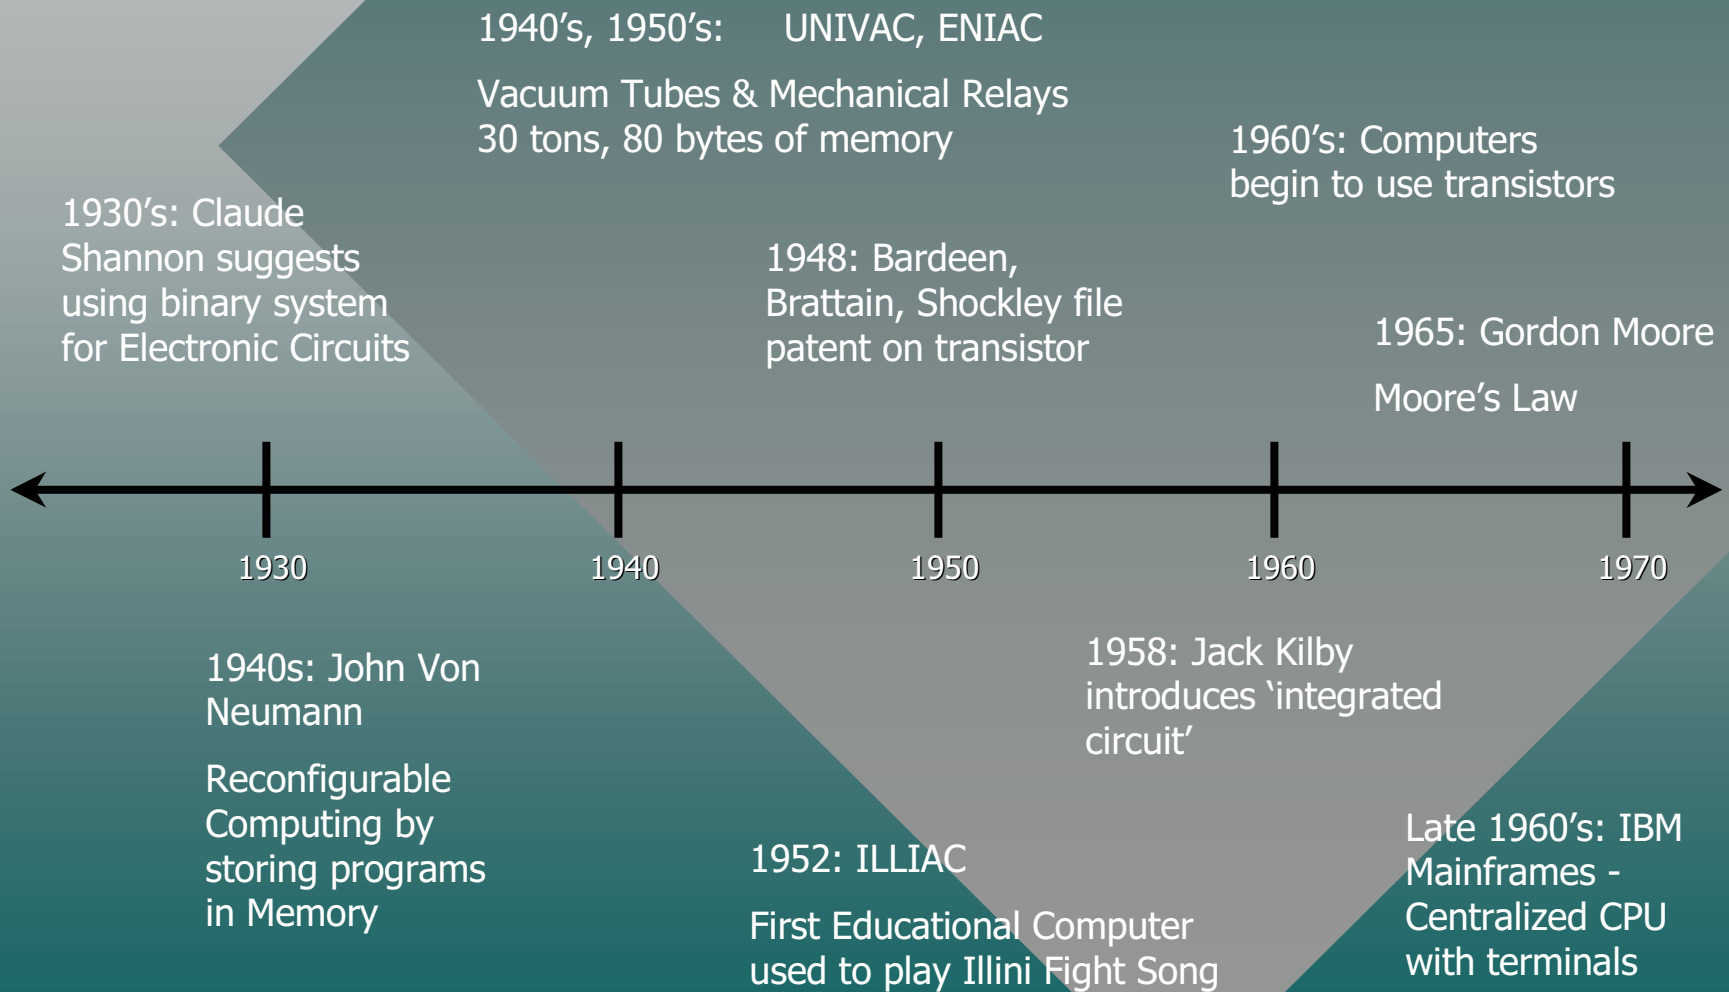 1940’s, 1950’s: UNIVAC, ENIAC
Vacuum Tubes & Mechanical Relays
30 tons, 80 bytes of memory
1960’s: Computers
begin to use transistors
1930’s: Claude
Shannon suggests
using binary system
for Electronic Circuits
1948: Bardeen,
Brattain, Shockley file
patent on transistor
1965: Gordon Moore
Moore’s Law
1930
1940
1950
1960
1970
1940s: John Von
Neumann
Reconfigurable
Computing by
storing programs
in Memory
1958: Jack Kilby
introduces ‘integrated
circuit’
1952: ILLIAC
First Educational Computer
used to play Illini Fight Song
Late 1960’s: IBM
Mainframes -
Centralized CPU
with terminals